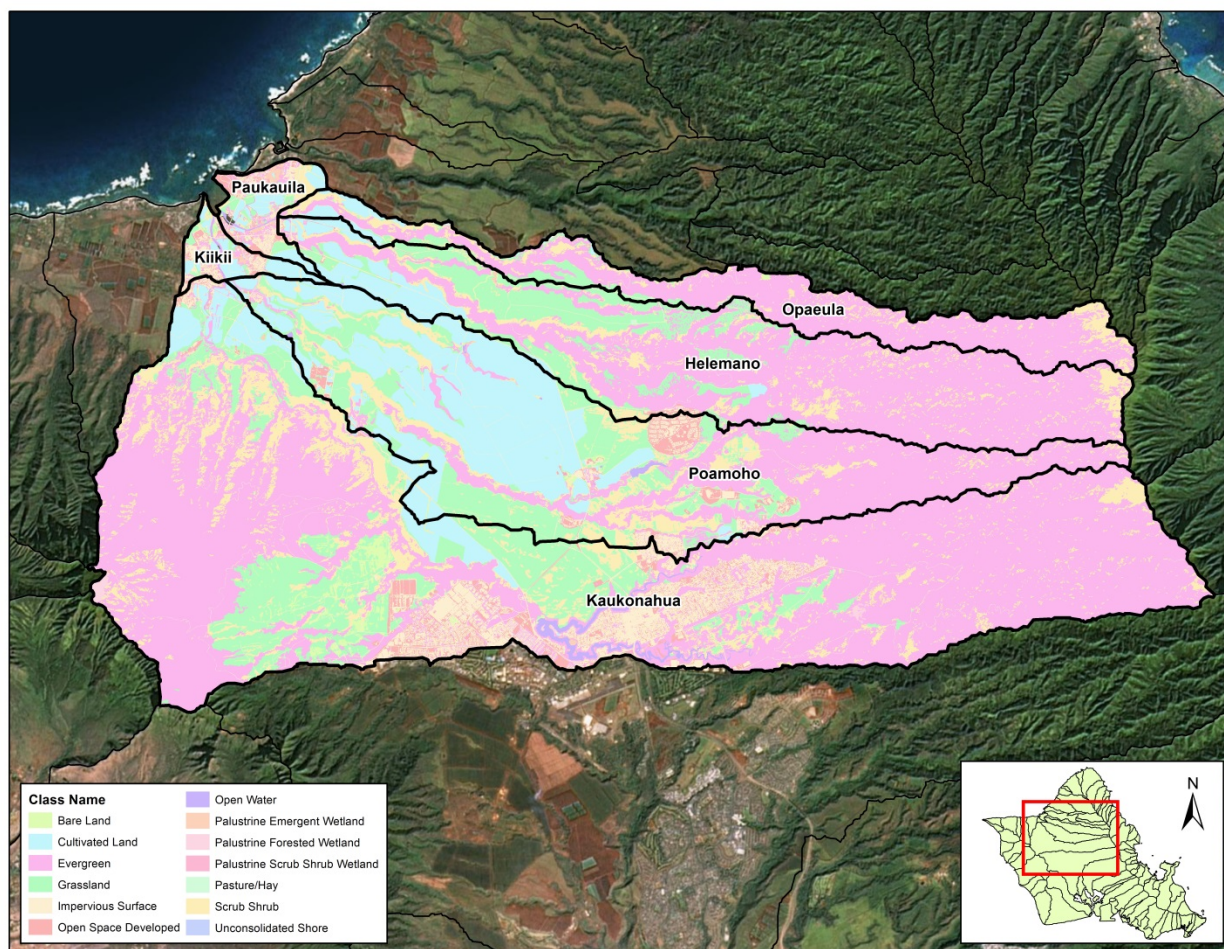 Paukauila
Kiikii
Opaeula
Helemano
Poamoho
Kaukonahua
Class Name
Bare Land
Cultivated Land
Evergreen
Grassland
Impervious Surface
Open Space Developed
Open Water
Palustrine Emergent Wetland
Palustrine Forested Wetland
Palustrine Scrub Shrub Wetland
Pasture/Hay
Scrub Shrub
Unconsolidated Shore
N